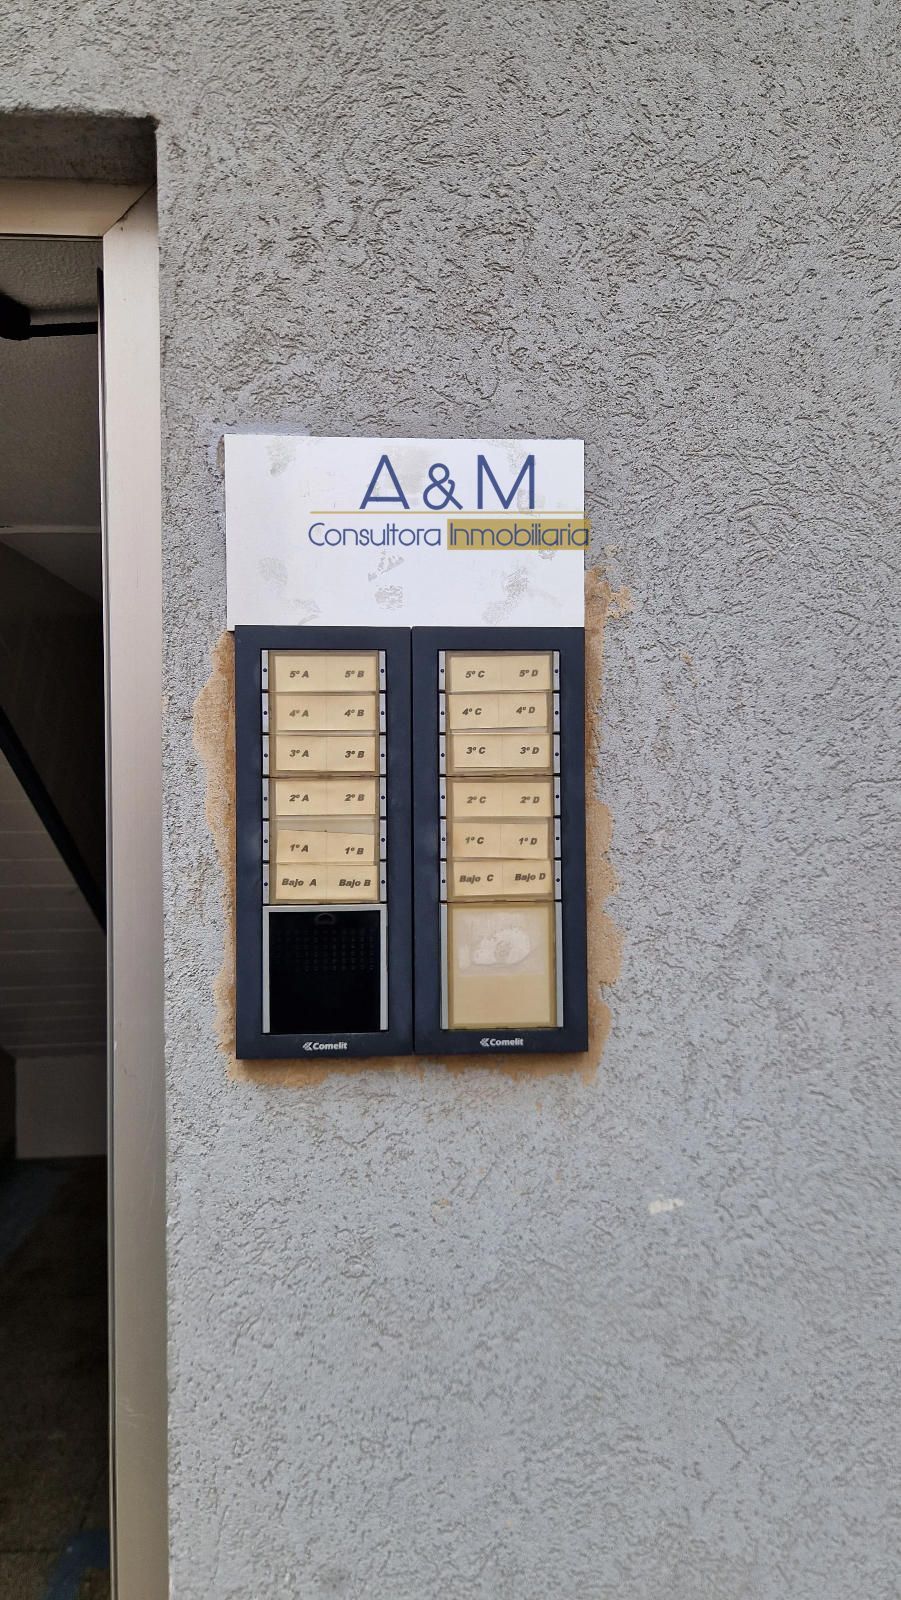 A & M
Consultora Inmobiliaria
5º A 5º B
4º A 4º B
3º A 3º B
2º A 2º B
1º A 1º B
Bajo A Bajo B
Comelit
5º C 5º D
4º C 4º D
3º C 3º D
2º C 2º D
1º C 1º D
Bajo C Bajo D
Comelit